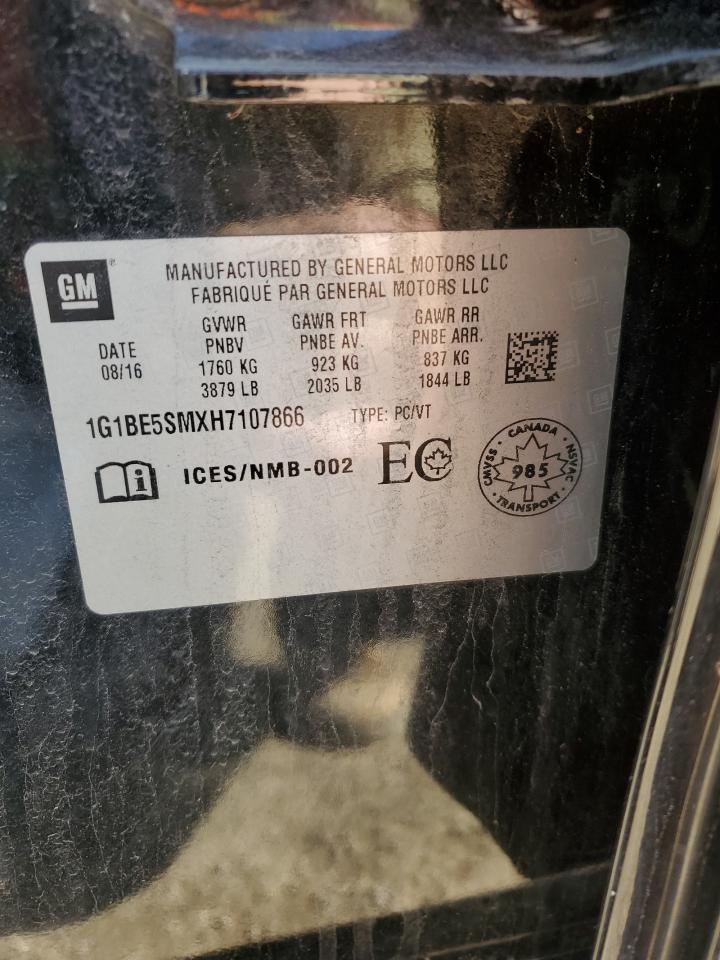 GM
MANUFACTURED BY GENERAL MOTORS LLC
FABRIQUÉ PAR GENERAL MOTORS LLC
DATE
08/16
GVWR
PNBV
1760 KG
3879 LB
GAWR FRT
PNBE AV.
923 KG
2035 LB
GAWR RR
PNBE ARR.
837 KG
1844 LB
1G1BE5SMXH7107866 TYPE: PC/VT
i ICES/NMB-002 EC
CANADA
CMVSS 985 NSVAC
TRANSPORT